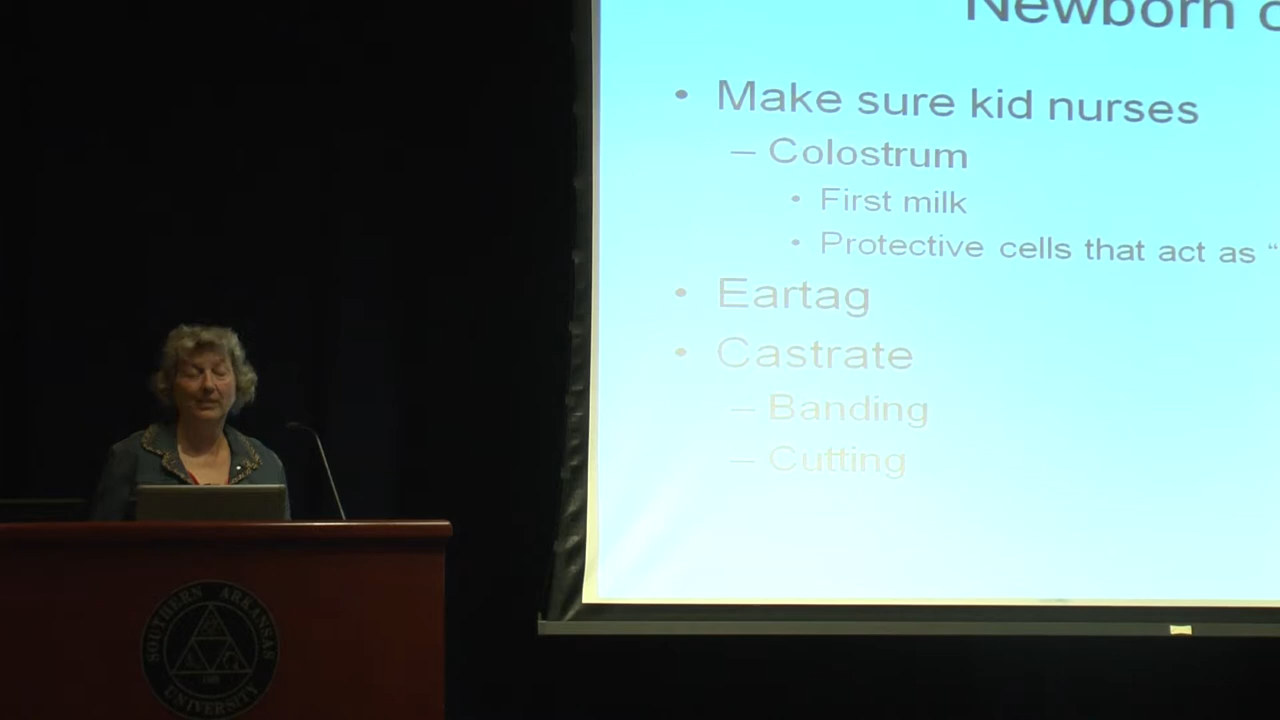 Newborn
• Make sure kid nurses
– Colostrum
• First milk
• Protective cells that act as “
• Eartag
• Castrate
– Banding
– Cutting
SOUTHERN ARKANSAS
UNIVERSITY